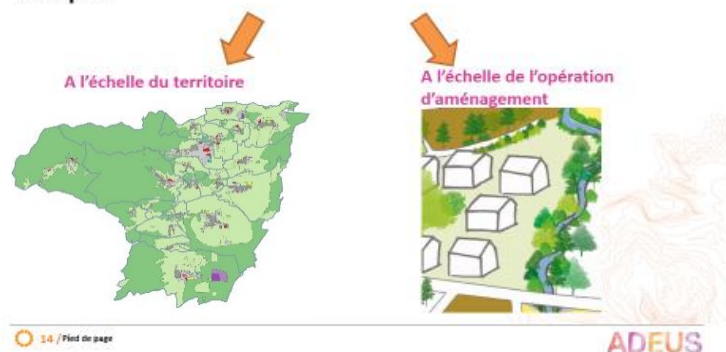 A l'échelle du territoire
A l'échelle de l'opération
d'aménagement
14 / Pied de page
ADEUS